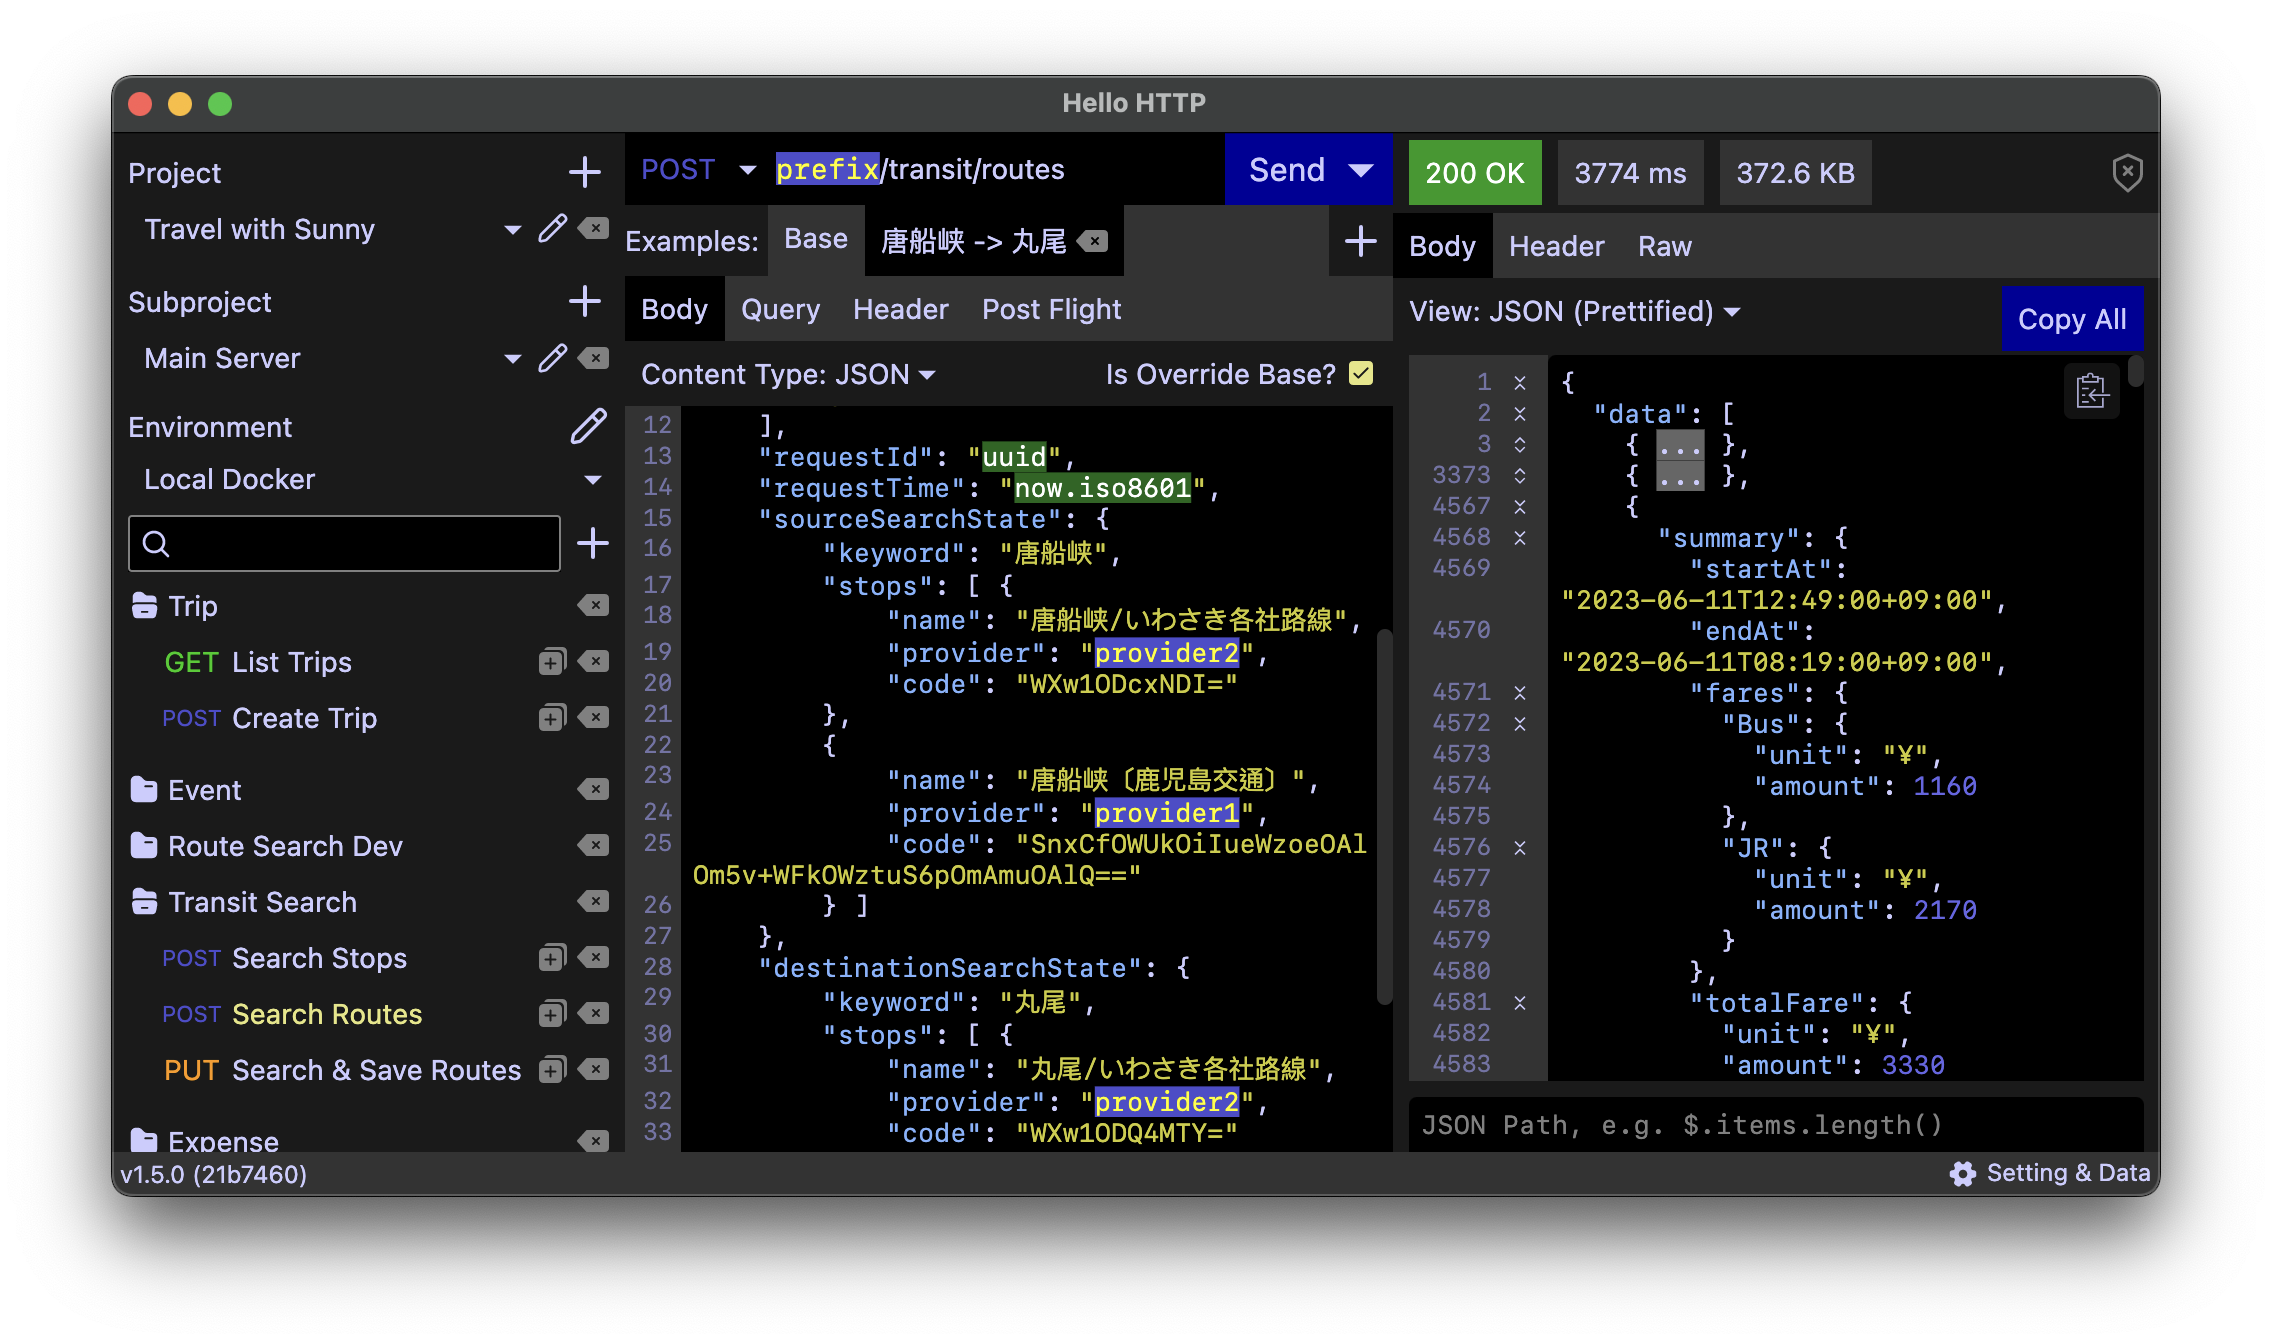 Hello HTTP
Project
Travel with Sunny
Subproject
Main Server
Environment
Local Docker
Trip
GET List Trips
POST Create Trip
Event
Route Search Dev
Transit Search
POST Search Stops
POST Search Routes
PUT Search & Save Routes
Expense
POST prefix/transit/routes Send
Examples: Base 唐船峡 -> 丸尾
Body Query Header Post Flight
Content Type: JSON Is Override Base?
12 ],
13 "requestId": "uuid",
14 "requestTime": "now.iso8601",
15 "sourceSearchState": {
16 "keyword": "唐船峡",
17 "stops": [ {
18 "name": "唐船峡/いわさき各社路線",
19 "provider": "provider2",
20 "code": "WXw1ODcxNDI="
21 },
22 {
23 "name": "唐船峡〔鹿児島交通〕",
24 "provider": "provider1",
25 "code": "SnxCfOWUkOiIueWzoeOAl
Om5v+WFkOWztuS6pOmAmuOAlQ=="
26 } ]
27 },
28 "destinationSearchState": {
29 "keyword": "丸尾",
30 "stops": [ {
31 "name": "丸尾/いわさき各社路線",
32 "provider": "provider2",
33 "code": "WXw1ODQ4MTY="
200 OK 3774 ms 372.6 KB
Body Header Raw
View: JSON (Prettified) Copy All
1 {
2 "data": [
3 { ... },
3373 { ... },
4567 {
4568 "summary": {
4569 "startAt":
"2023-06-11T12:49:00+09:00",
4570 "endAt":
"2023-06-11T08:19:00+09:00",
4571 "fares": {
4572 "Bus": {
4573 "unit": "¥",
4574 "amount": 1160
4575 },
4576 "JR": {
4577 "unit": "¥",
4578 "amount": 2170
4579 }
4580 },
4581 "totalFare": {
4582 "unit": "¥",
4583 "amount": 3330
JSON Path, e.g. $.items.length()
v1.5.0 (21b7460)
Setting & Data